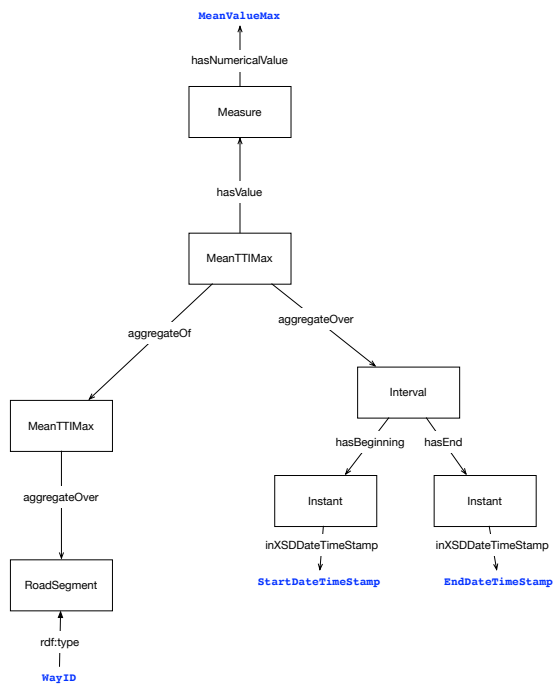 MeanValueMax
hasNumericalValue
Measure
hasValue
MeanTTIMax
aggregateOf
aggregateOver
Interval
MeanTTIMax
hasBeginning
hasEnd
aggregateOver
Instant
Instant
inXSDDateTimeStamp
inXSDDateTimeStamp
StartDateTimeStamp
EndDateTimeStamp
RoadSegment
rdf:type
WayID